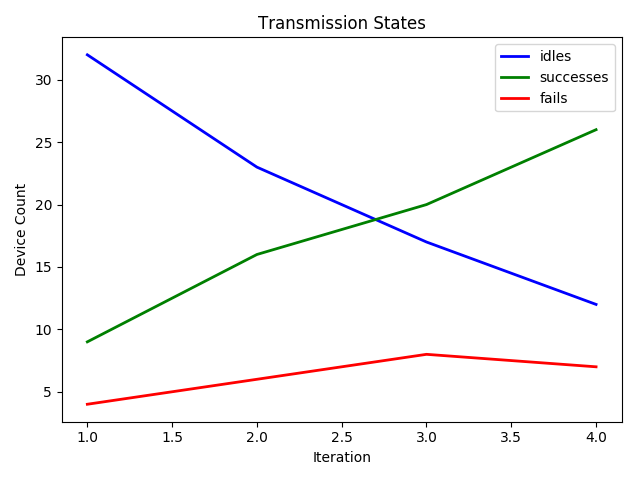 Transmission States
idles
successes
fails
Device Count
30
25
20
15
10
5
1.0 1.5 2.0 2.5 3.0 3.5 4.0
Iteration